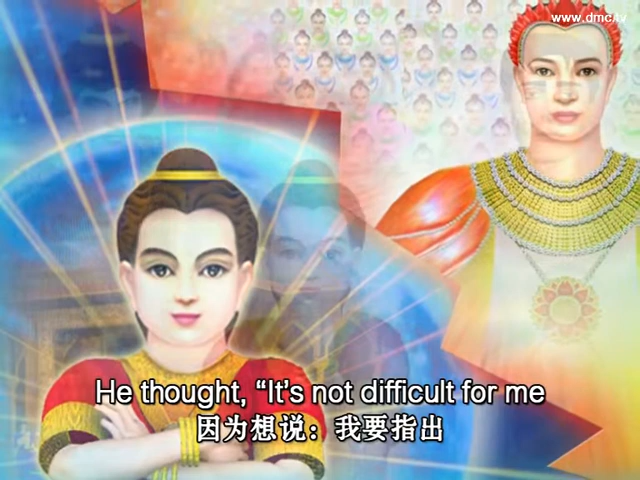 www.dmc.tv
He thought, “It’s not difficult for me
因为想说：我要指出